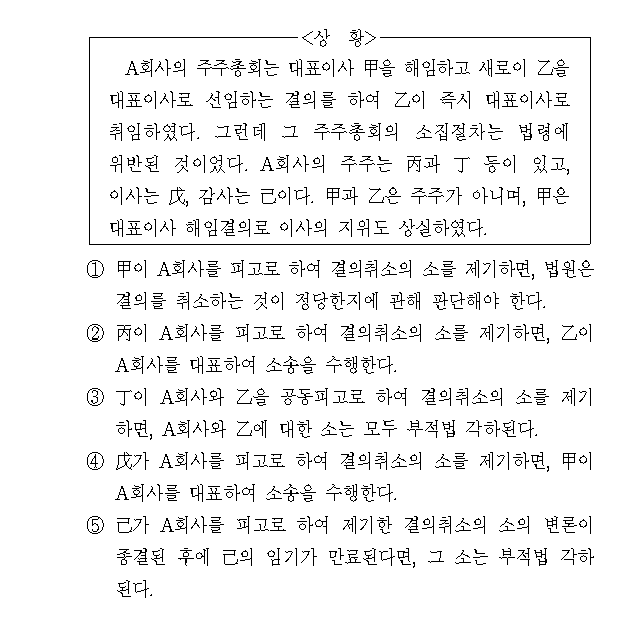 <상 황>
A회사의 주주총회는 대표이사 甲을 해임하고 새로이 乙을
대표이사로 선임하는 결의를 하여 乙이 즉시 대표이사로
취임하였다. 그런데 그 주주총회의 소집절차는 법령에
위반된 것이었다. A회사의 주주는 丙과 丁 등이 있고,
이사는 戊, 감사는 己이다. 甲과 乙은 주주가 아니며, 甲은
대표이사 해임결의로 이사의 지위도 상실하였다.
① 甲이 A회사를 피고로 하여 결의취소의 소를 제기하면, 법원은
결의를 취소하는 것이 정당한지에 관해 판단해야 한다.
② 丙이 A회사를 피고로 하여 결의취소의 소를 제기하면, 乙이
A회사를 대표하여 소송을 수행한다.
③ 丁이 A회사와 乙을 공동피고로 하여 결의취소의 소를 제기
하면, A회사와 乙에 대한 소는 모두 부적법 각하된다.
④ 戊가 A회사를 피고로 하여 결의취소의 소를 제기하면, 甲이
A회사를 대표하여 소송을 수행한다.
⑤ 己가 A회사를 피고로 하여 제기한 결의취소의 소의 변론이
종결된 후에 己의 임기가 만료된다면, 그 소는 부적법 각하
된다.